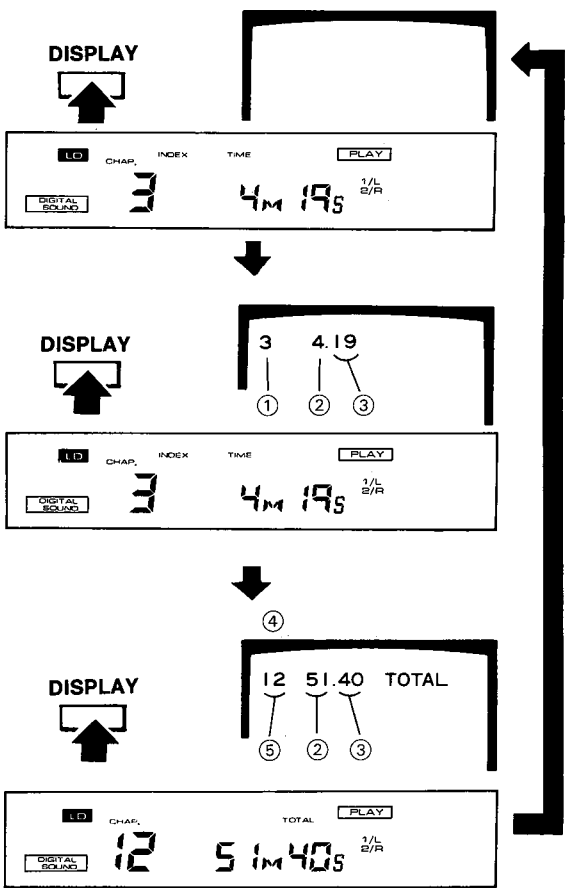 DISPLAY
LD CHAP. INDEX TIME PLAY
DIGITAL SOUND 3 4M 19S 1/L 2/R
DISPLAY
3 4.19
① ② ③
LD CHAP. INDEX TIME PLAY
DIGITAL SOUND 3 4M 19S 1/L 2/R
④
DISPLAY
12 51.40 TOTAL
⑤ ② ③
LD CHAP. TOTAL PLAY
DIGITAL SOUND 12 51M 40S 1/L 2/R